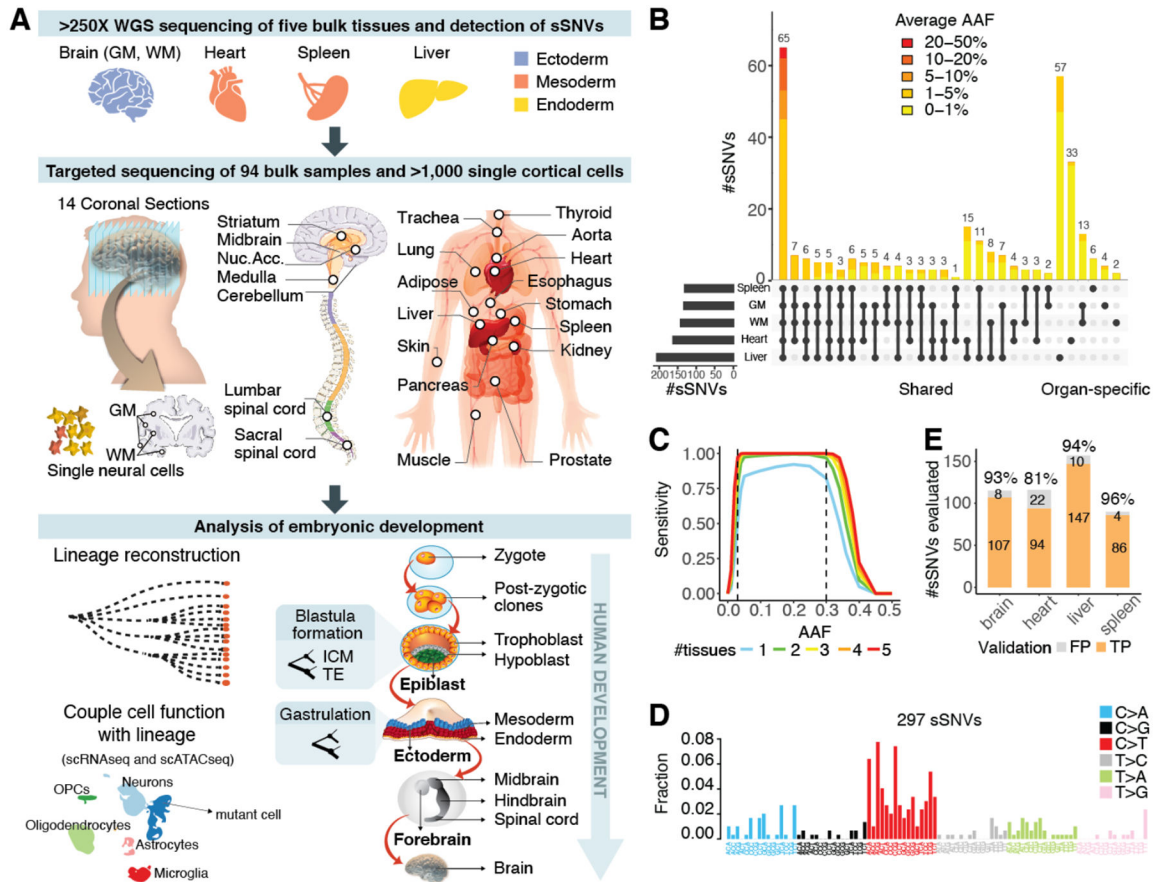 A
>250X WGS sequencing of five bulk tissues and detection of sSNVs
Brain (GM, WM)
Heart
Spleen
Liver
Ectoderm
Mesoderm
Endoderm
Targeted sequencing of 94 bulk samples and >1,000 single cortical cells
14 Coronal Sections
Striatum
Midbrain
Nuc.Acc.
Medulla
Cerebellum
Lumbar
spinal cord
Sacral
spinal cord
GM
WM
Single neural cells
Trachea
Lung
Adipose
Liver
Skin
Pancreas
Muscle
Thyroid
Aorta
Heart
Esophagus
Stomach
Spleen
Kidney
Prostate
Analysis of embryonic development
Lineage reconstruction
Couple cell function
with lineage
(scRNAseq and scATACseq)
OPCs
Neurons
mutant cell
Oligodendrocytes
Astrocytes
Microglia
Blastula
formation
ICM
TE
Gastrulation
Zygote
Post-zygotic
clones
Trophoblast
Hypoblast
Epiblast
Mesoderm
Endoderm
Ectoderm
Midbrain
Hindbrain
Spinal cord
Forebrain
Brain
HUMAN DEVELOPMENT
B
Average AAF
20–50%
10–20%
5–10%
1–5%
0–1%
#sSNVs
60
40
20
0
65
7 6 5 5 5 6 5 5 4 4 3 3 3 3 1 15 11 8 7 4 3 3 2
57 33 13 6 4 2
Spleen
GM
WM
Heart
Liver
200 150 100 50 0
#sSNVs
Shared
Organ-specific
C
Sensitivity
1.00
0.75
0.50
0.25
0.00
0.0 0.1 0.2 0.3 0.4 0.5
AAF
#tissues 1 2 3 4 5
E
#sSNVs evaluated
150
100
50
0
93%
8
107
81%
22
94
94%
10
147
96%
4
86
brain
heart
liver
spleen
Validation FP TP
D
297 sSNVs
Fraction
0.08
0.06
0.04
0.02
0.00
C>A
C>G
C>T
T>C
T>A
T>G